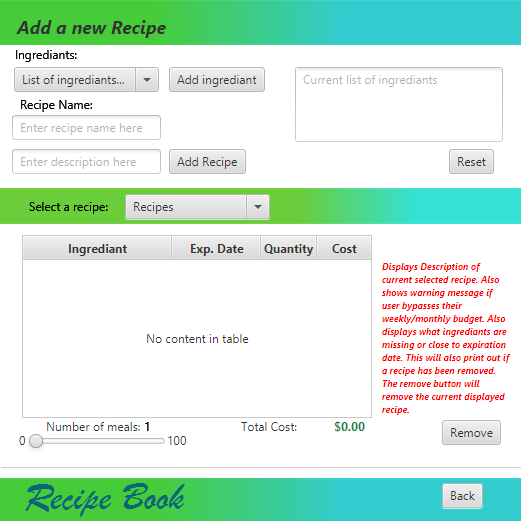 Add a new Recipe
Ingrediants:
List of ingrediants... Add ingrediant Current list of ingrediants
Recipe Name:
Enter recipe name here
Enter description here Add Recipe Reset
Select a recipe: Recipes
Ingrediant Exp. Date Quantity Cost
No content in table
Displays Description of
current selected recipe, Also
shows warning message if
user bypasses their
weekly/monthly budget. Also
displays what ingrediants are
missing or close to expiration
date. This will also print out if
a recipe has been removed.
The remove button will
remove the current displayed
recipe.
Number of meals: 1 Total Cost: $0.00
0 100
Remove
Recipe Book Back